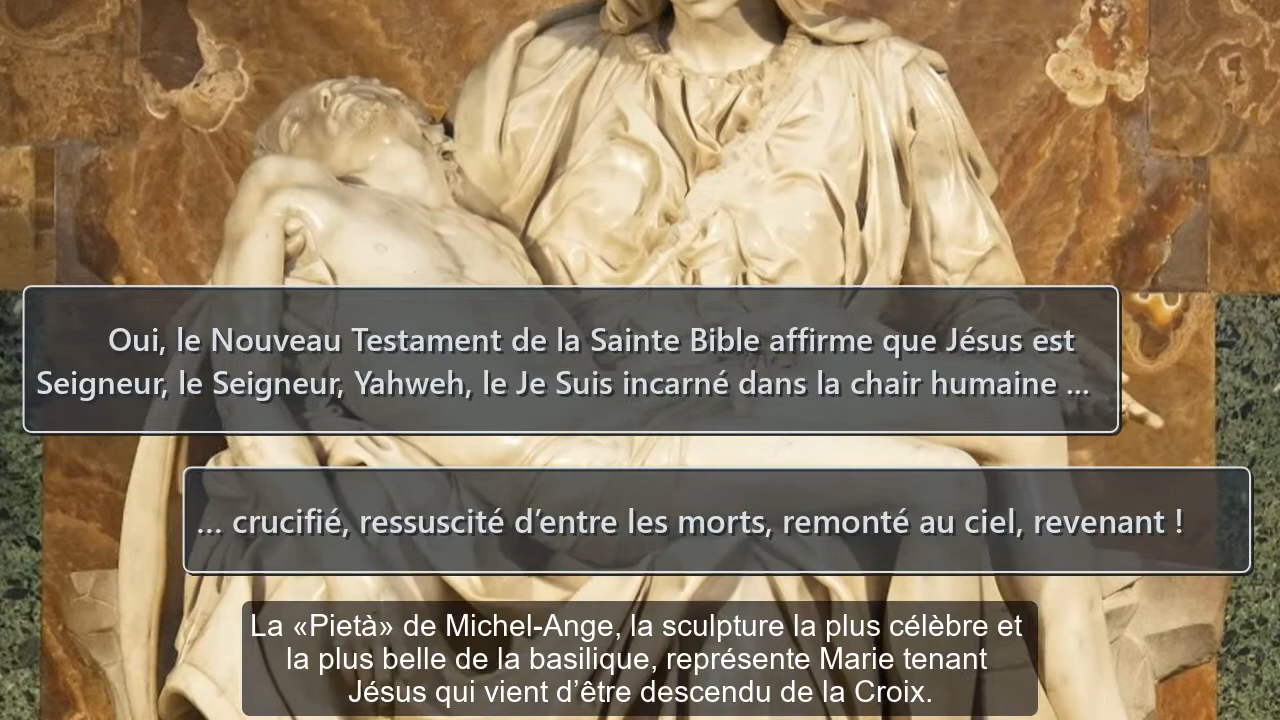 Oui, le Nouveau Testament de la Sainte Bible affirme que Jésus est
Seigneur, le Seigneur, Yahweh, le Je Suis incarné dans la chair humaine ...
... crucifié, ressuscité d’entre les morts, remonté au ciel, revenant !
La «Pietà» de Michel-Ange, la sculpture la plus célèbre et
la plus belle de la basilique, représente Marie tenant
Jésus qui vient d’être descendu de la Croix.